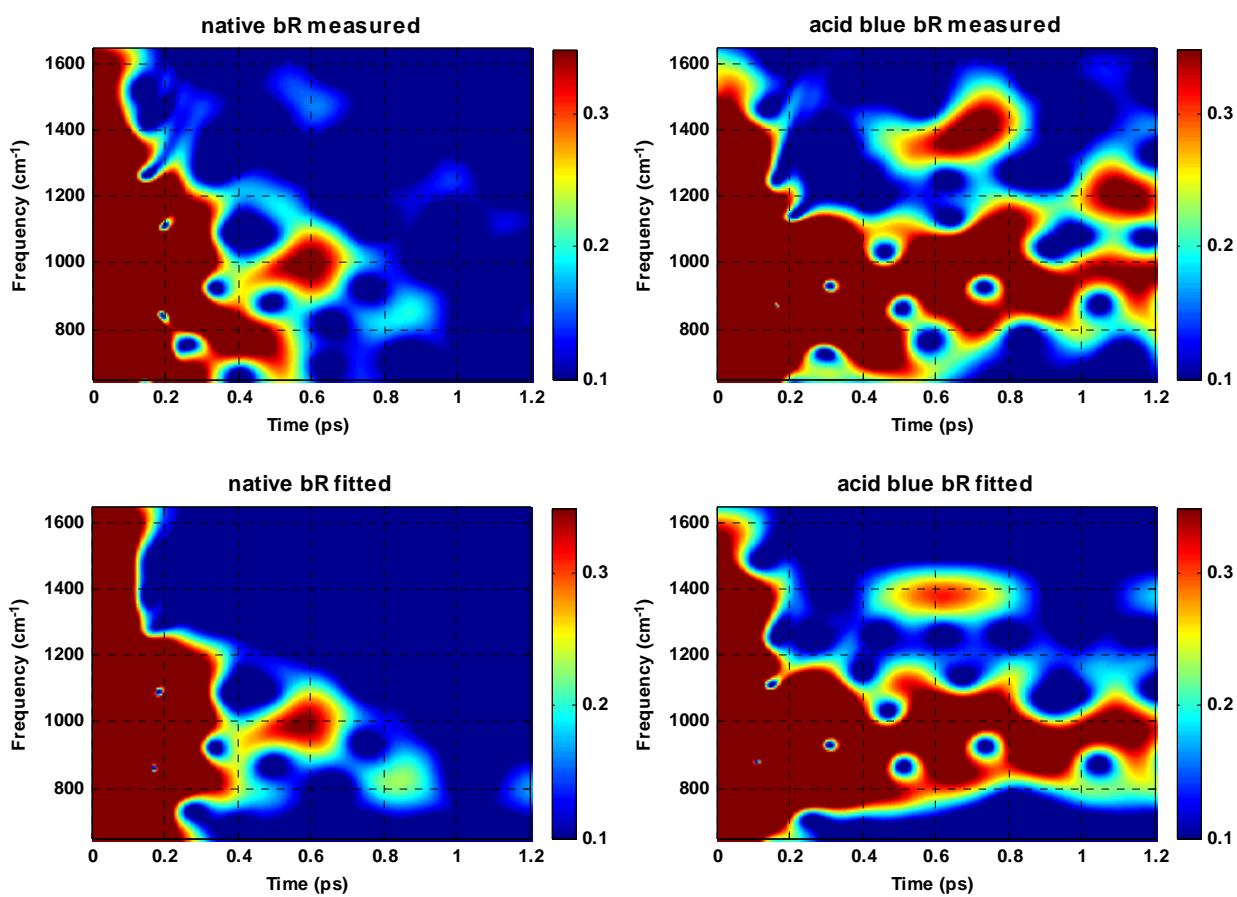 native bR measured
acid blue bR measured
1600
1400
1200
1000
800
Frequency (cm-1)
0 0.2 0.4 0.6 0.8 1 1.2
Time (ps)
0.3
0.2
0.1
1600
1400
1200
1000
800
Frequency (cm-1)
0 0.2 0.4 0.6 0.8 1 1.2
Time (ps)
0.3
0.2
0.1
native bR fitted
acid blue bR fitted
1600
1400
1200
1000
800
Frequency (cm-1)
0 0.2 0.4 0.6 0.8 1 1.2
Time (ps)
0.3
0.2
0.1
1600
1400
1200
1000
800
Frequency (cm-1)
0 0.2 0.4 0.6 0.8 1 1.2
Time (ps)
0.3
0.2
0.1